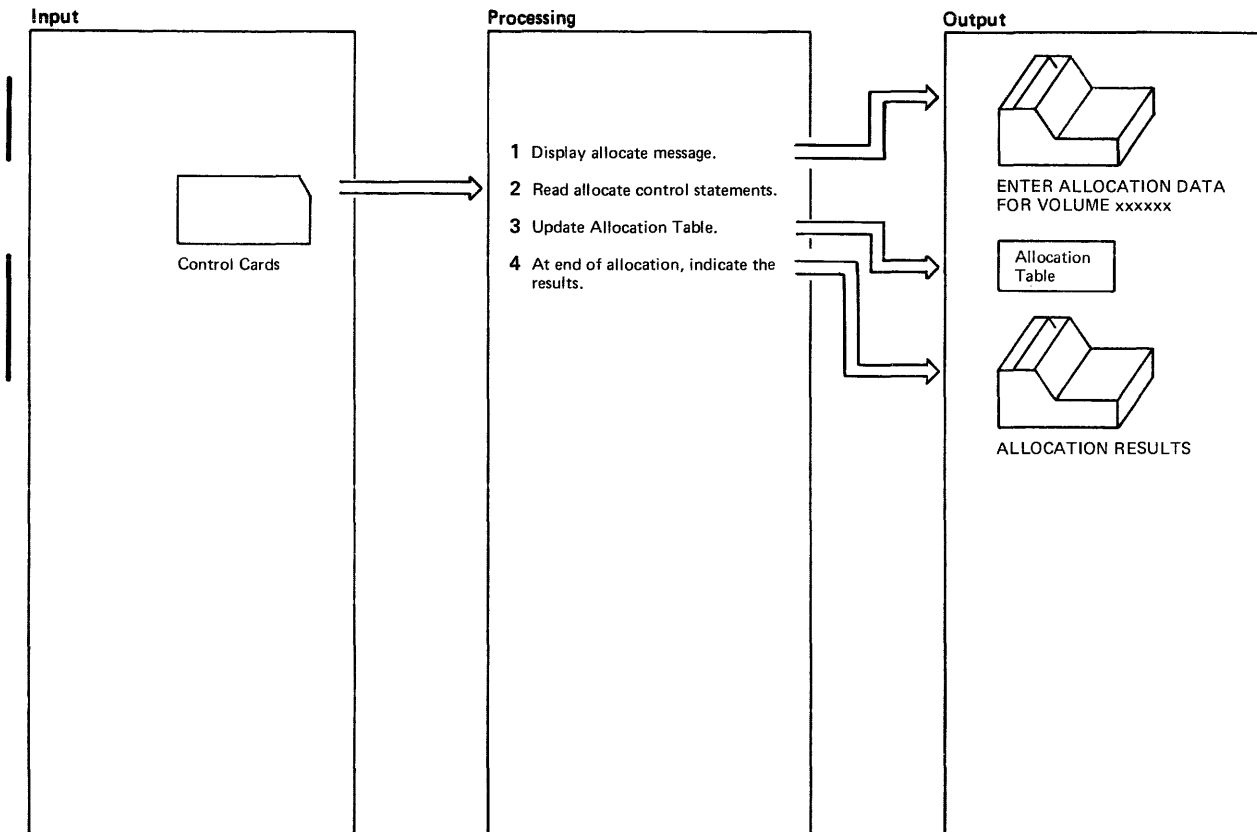 Input
Processing
Output
Control Cards
1 Display allocate message.
2 Read allocate control statements.
3 Update Allocation Table.
4 At end of allocation, indicate the
results.
ENTER ALLOCATION DATA
FOR VOLUME xxxxxx
Allocation
Table
ALLOCATION RESULTS